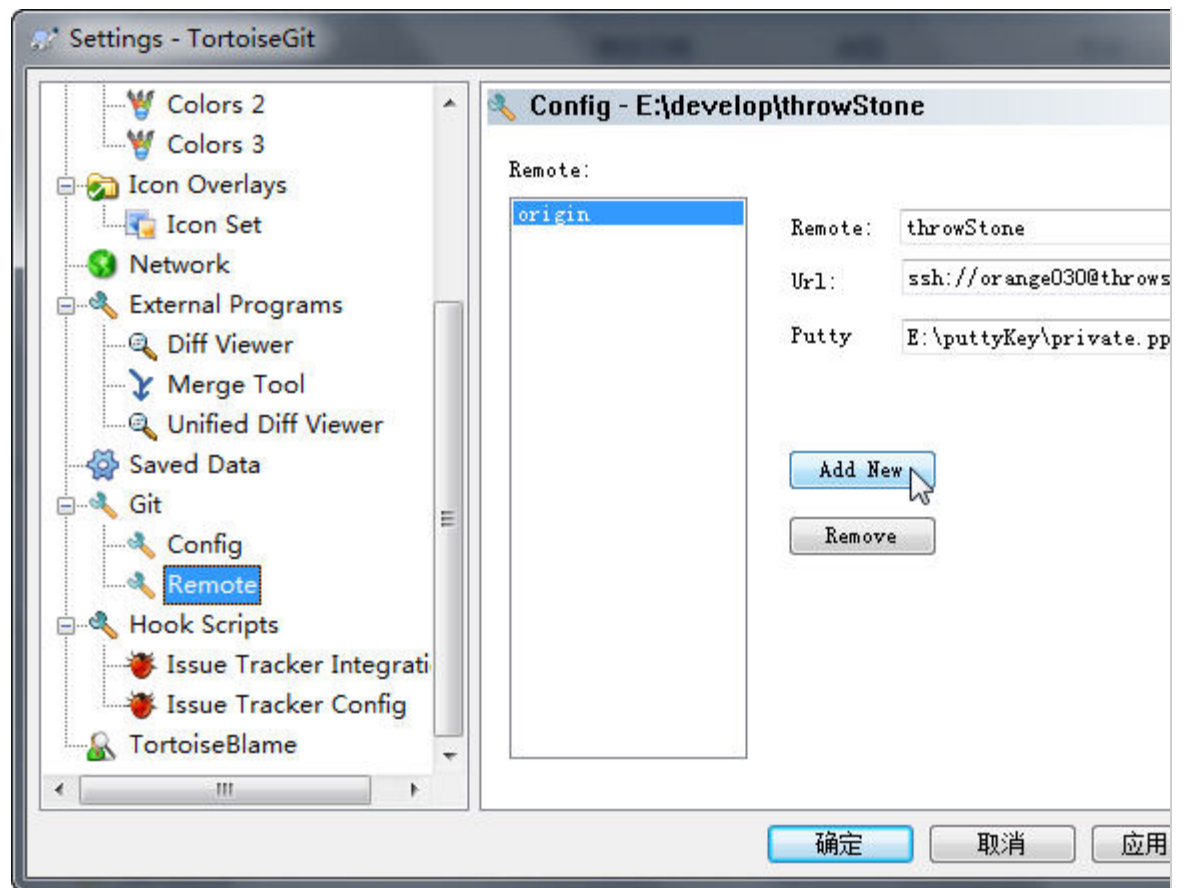 Settings - TortoiseGit
Colors 2
Colors 3
Icon Overlays
Icon Set
Network
External Programs
Diff Viewer
Merge Tool
Unified Diff Viewer
Saved Data
Git
Config
Remote
Hook Scripts
Issue Tracker Integrati
Issue Tracker Config
TortoiseBlame
Config - E:\develop\throwStone
Remote:
origin
Remote: throwStone
Url: ssh://orange030@throws
Putty E:\puttyKey\private.pp
Add New
Remove
确定 取消 应用